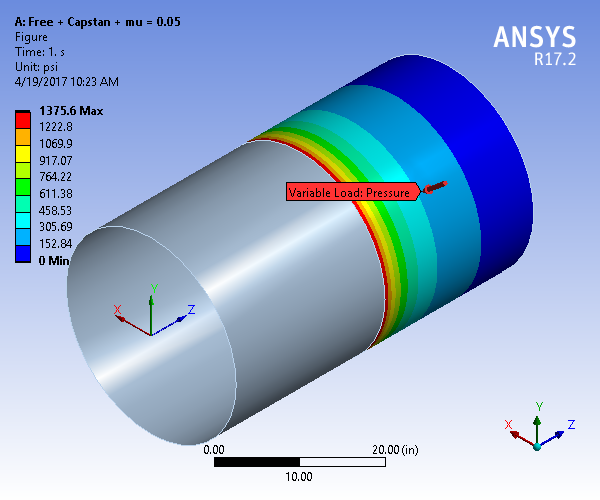 A: Free + Capstan + mu = 0.05
Figure
Time: 1. s
Unit: psi
4/19/2017 10:23 AM
ANSYS
R17.2
1375.6 Max
1222.8
1069.9
917.07
764.22
611.38
458.53
305.69
152.84
0 Min
Variable Load: Pressure
Y
X
Z
Y
X
Z
0.00
20.00 (in)
10.00